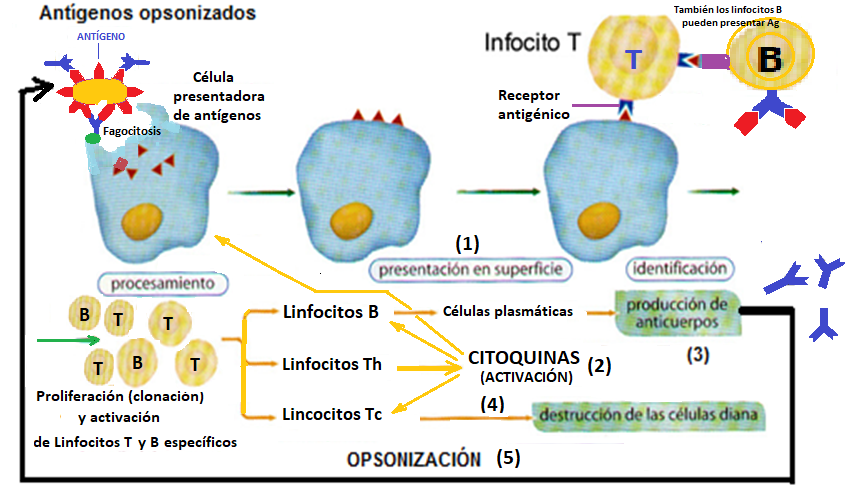 Antígenos opsonizados
ANTÍGENO
Célula
presentadora
de antígenos
Fagocitosis
Infocito T
También los linfocitos B
pueden presentar Ag
T
B
Receptor
antigénico
(1)
procesamiento
presentación en superficie
identificación
B
T
T
T
B
T
Proliferación (clonación)
y activación
de Linfocitos T y B específicos
Linfocitos B
Células plasmáticas
producción de
anticuerpos
(3)
Linfocitos Th
CITOQUINAS
(ACTIVACIÓN)
(2)
(4)
Lincocitos Tc
destrucción de las células diana
OPSONIZACIÓN (5)